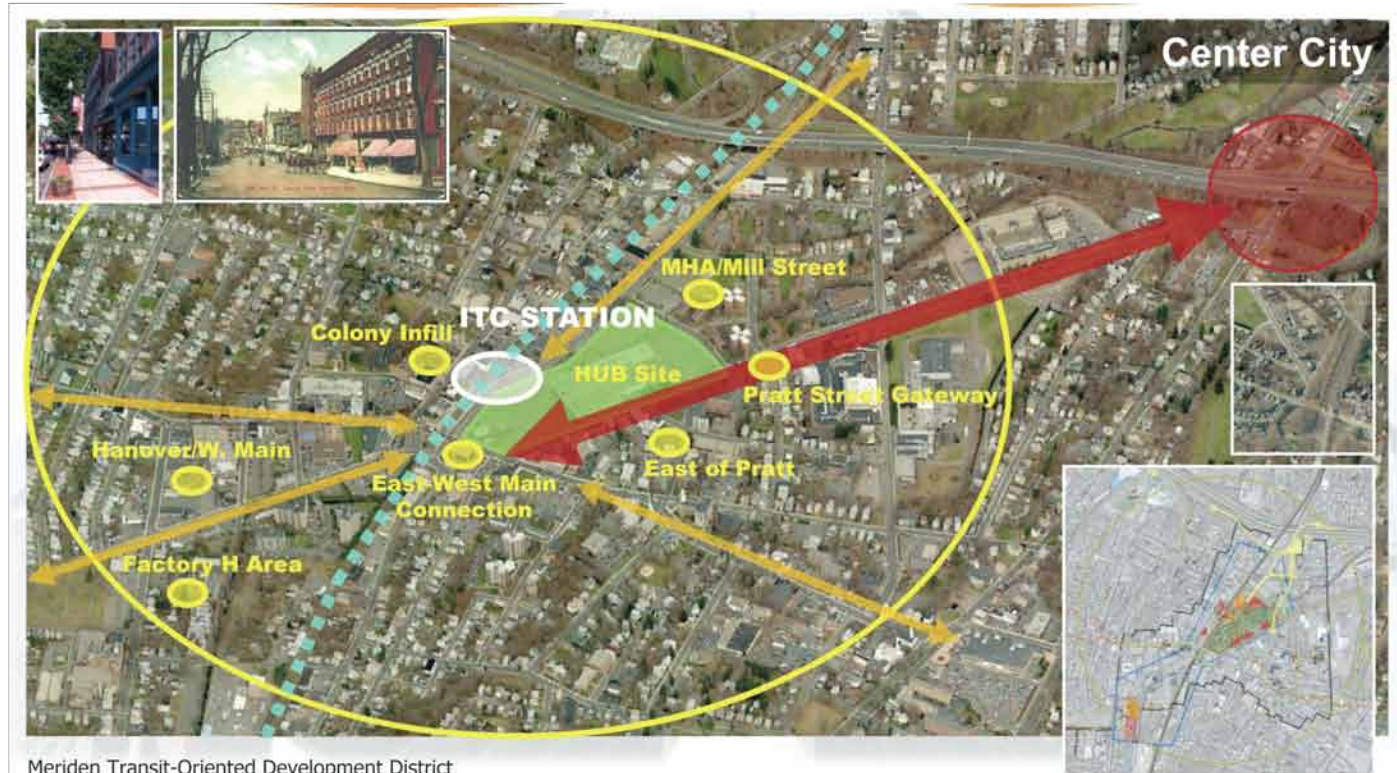 Center City
MHA/Mill Street
ITC STATION
Colony Infill
HUB Site
Pratt Street Gateway
Hanover/W. Main
East of Pratt
East-West Main
Connection
Factory H Area
Meriden Transit-Oriented Development District